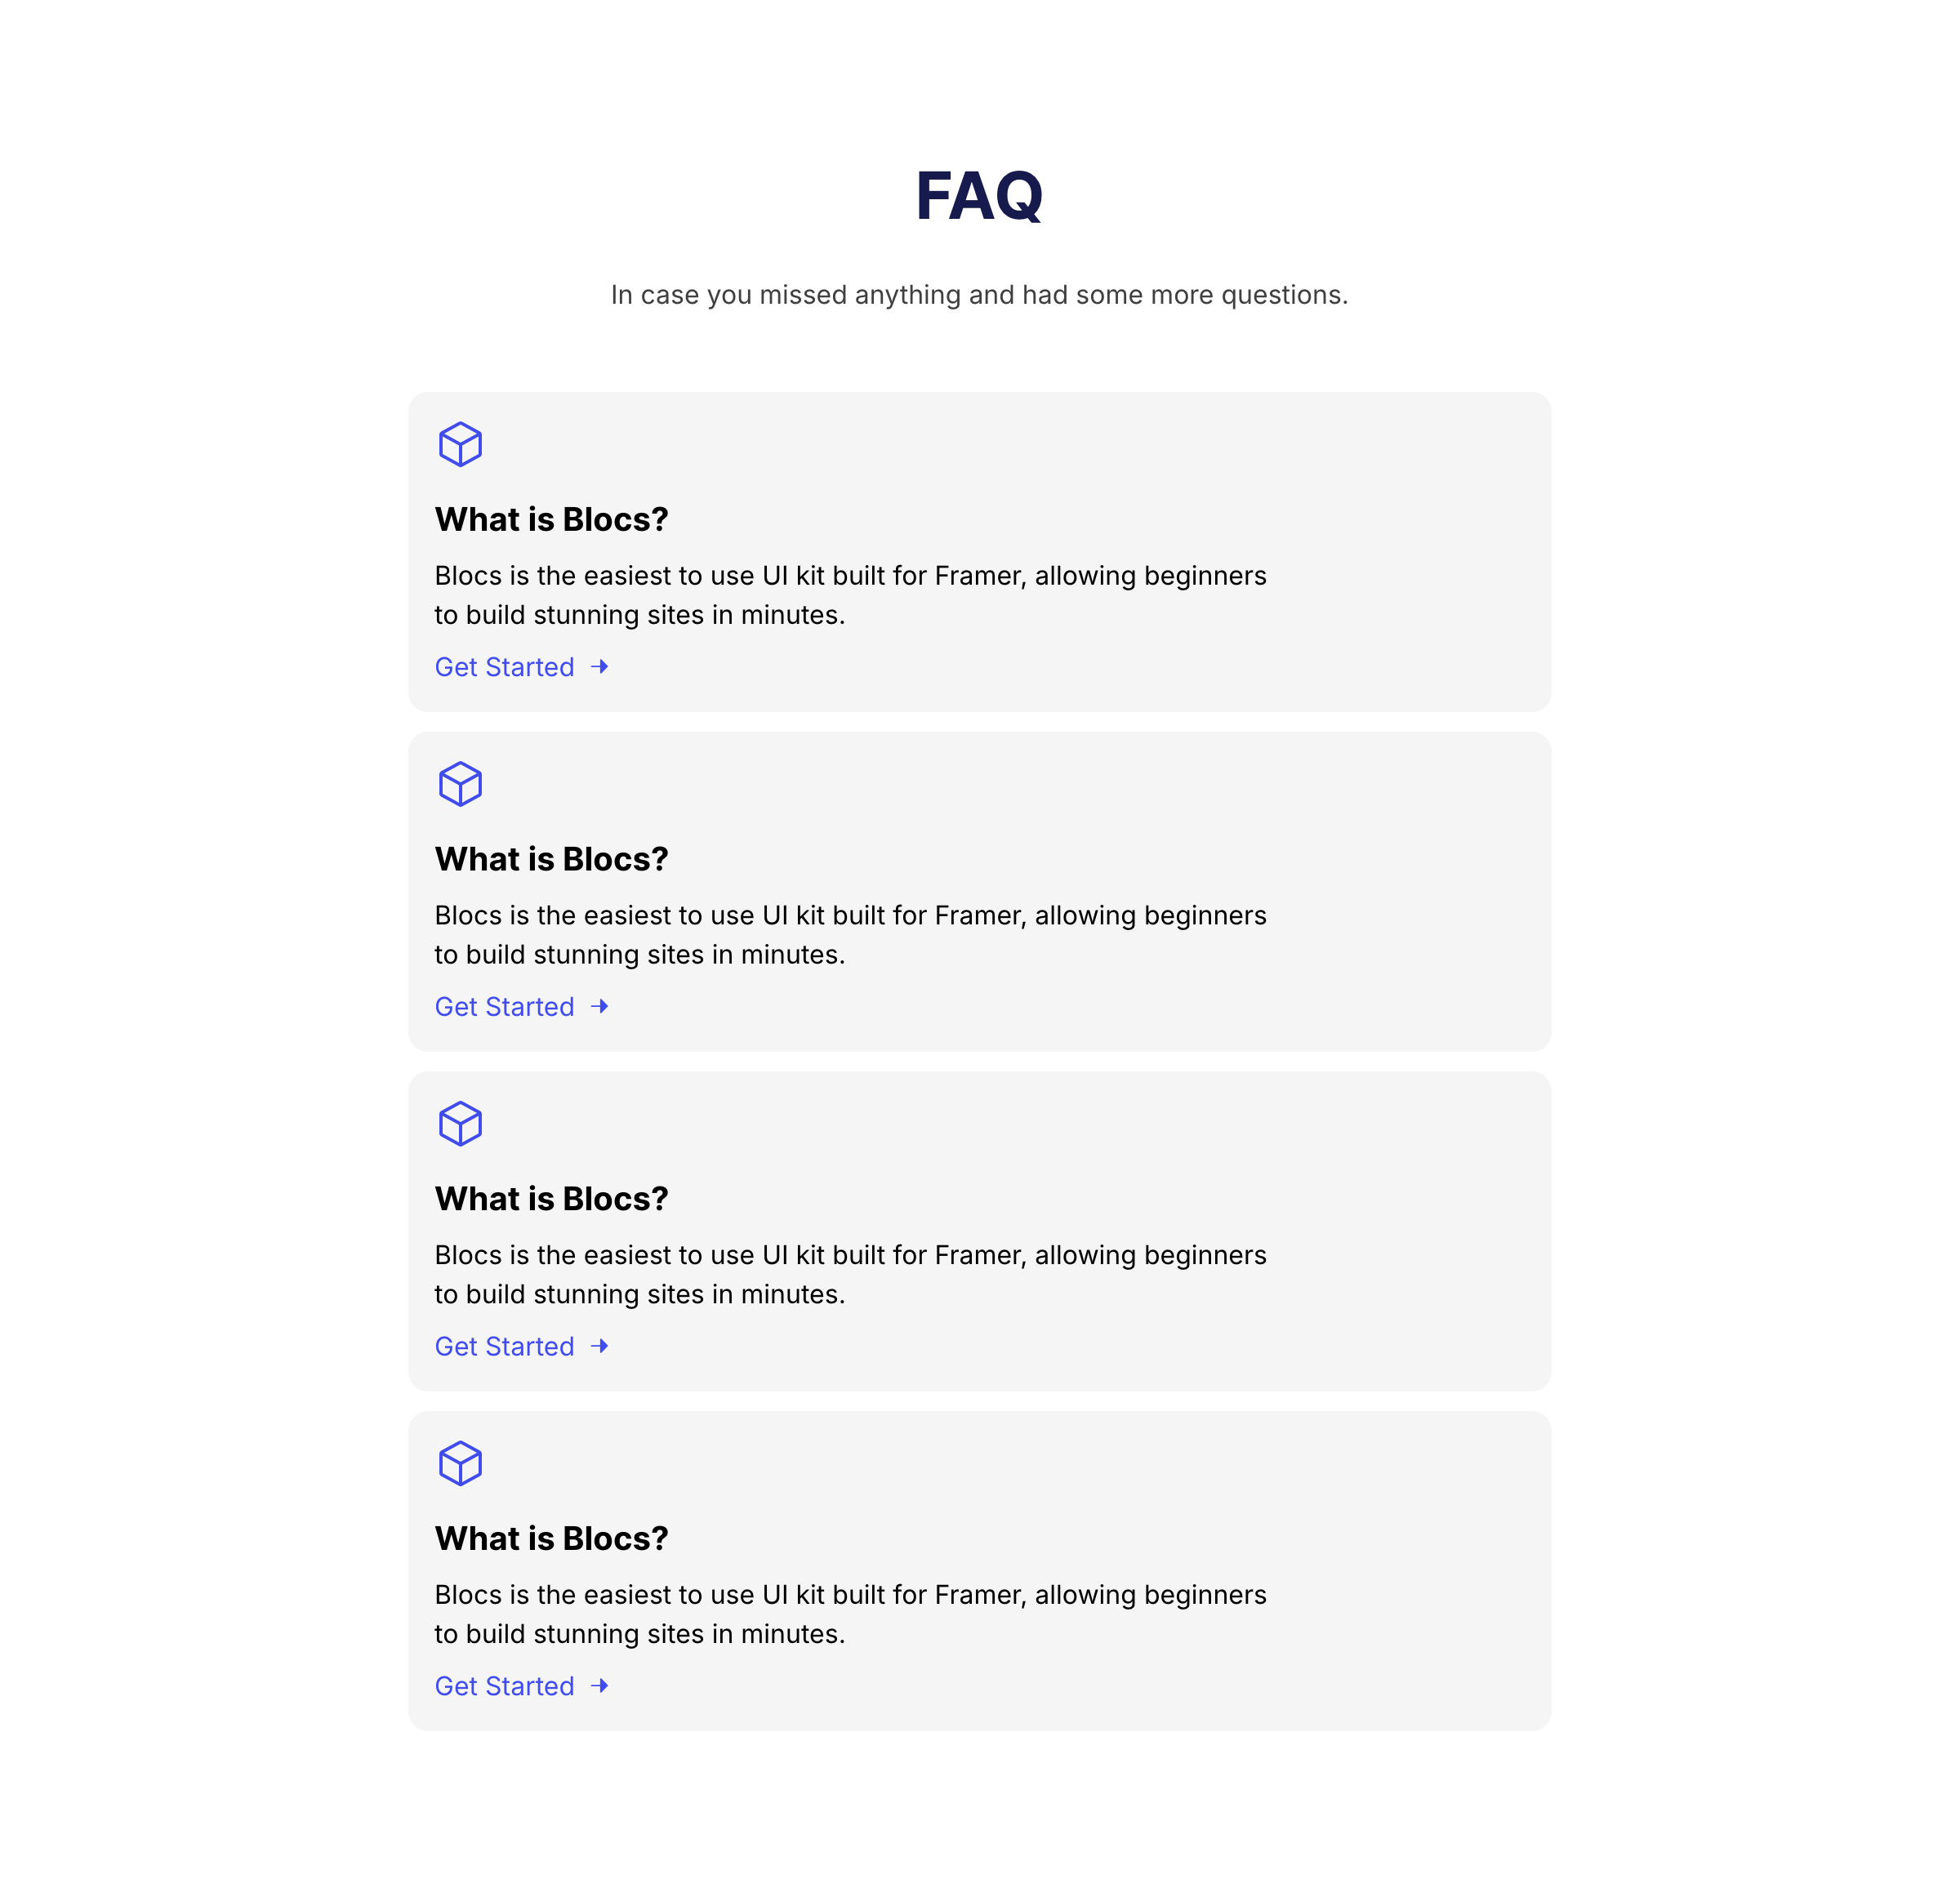 FAQ
In case you missed anything and had some more questions.
What is Blocs?
Blocs is the easiest to use UI kit built for Framer, allowing beginners
to build stunning sites in minutes.
Get Started
What is Blocs?
Blocs is the easiest to use UI kit built for Framer, allowing beginners
to build stunning sites in minutes.
Get Started
What is Blocs?
Blocs is the easiest to use UI kit built for Framer, allowing beginners
to build stunning sites in minutes.
Get Started
What is Blocs?
Blocs is the easiest to use UI kit built for Framer, allowing beginners
to build stunning sites in minutes.
Get Started